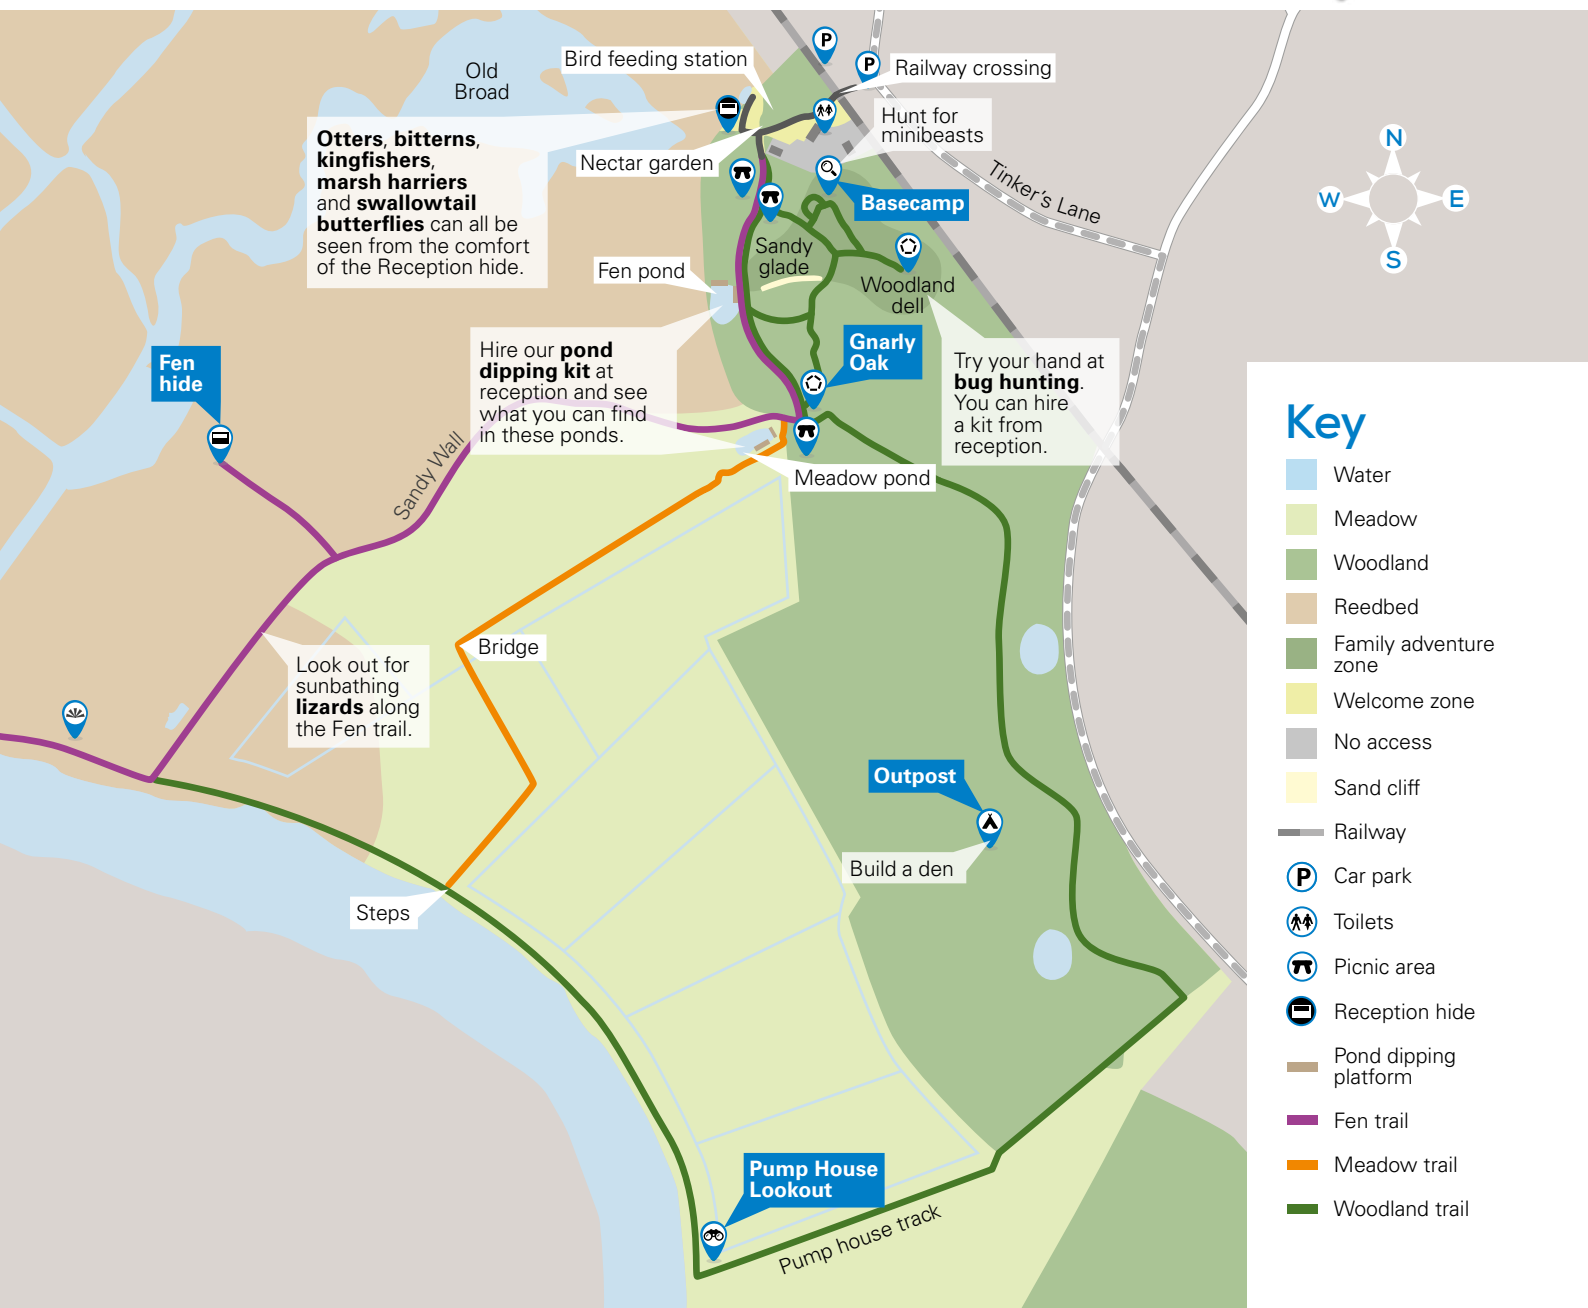 P
P
Bird feeding station
Railway crossing
Old
Broad
Hunt for
minibeasts
Otters, bitterns,
kingfishers,
marsh harriers
and swallowtail
butterflies can all be
seen from the comfort
of the Reception hide.
Nectar garden
Basecamp
Tinker's Lane
N
W
E
S
Sandy
glade
Fen pond
Woodland
dell
Hire our pond
dipping kit at
reception and see
what you can find
in these ponds.
Gnarly
Oak
Try your hand at
bug hunting.
You can hire
a kit from
reception.
Fen
hide
Sandy Wall
Meadow pond
Bridge
Look out for
sunbathing
lizards along
the Fen trail.
Outpost
Build a den
Steps
Pump House
Lookout
Pump house track
Key
Water
Meadow
Woodland
Reedbed
Family adventure
zone
Welcome zone
No access
Sand cliff
Railway
P Car park
Toilets
Picnic area
Reception hide
Pond dipping
platform
Fen trail
Meadow trail
Woodland trail